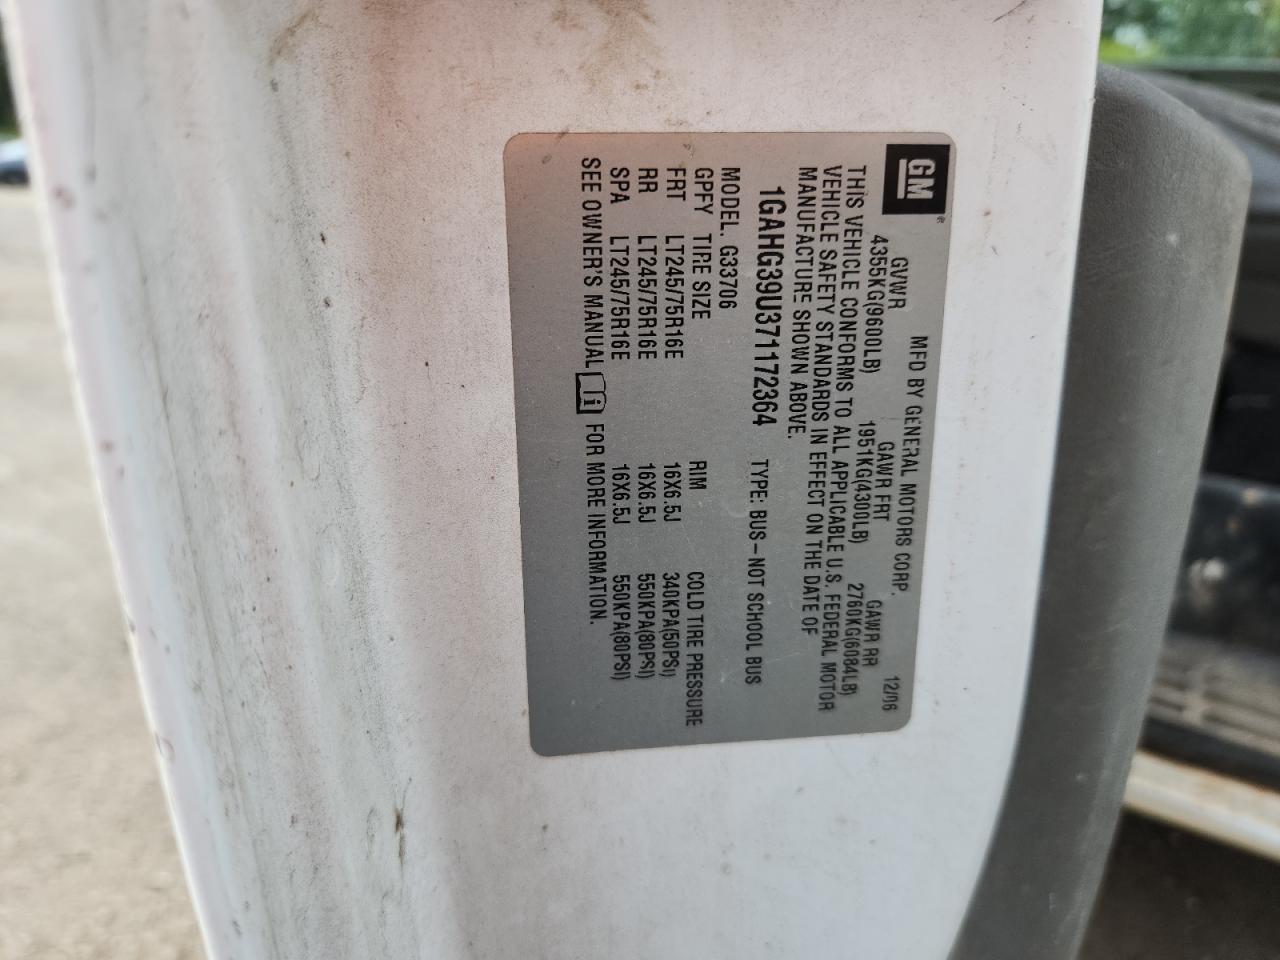 GM
MFD BY GENERAL MOTORS CORP. 12/06
GVWR GAWR FRT GAWR RR
4355KG(9600LB) 1951KG(4300LB) 2760KG(6084LB)
THIS VEHICLE CONFORMS TO ALL APPLICABLE U.S. FEDERAL MOTOR
VEHICLE SAFETY STANDARDS IN EFFECT ON THE DATE OF
MANUFACTURE SHOWN ABOVE.
1GAHG39U371172364 TYPE: BUS-NOT SCHOOL BUS
MODEL. G33706
GPFY TIRE SIZE RIM COLD TIRE PRESSURE
FRT LT245/75R16E 16X6.5J 340KPA(50PSI)
RR LT245/75R16E 16X6.5J 550KPA(80PSI)
SPA LT245/75R16E 16X6.5J 550KPA(80PSI)
SEE OWNER'S MANUAL i FOR MORE INFORMATION.